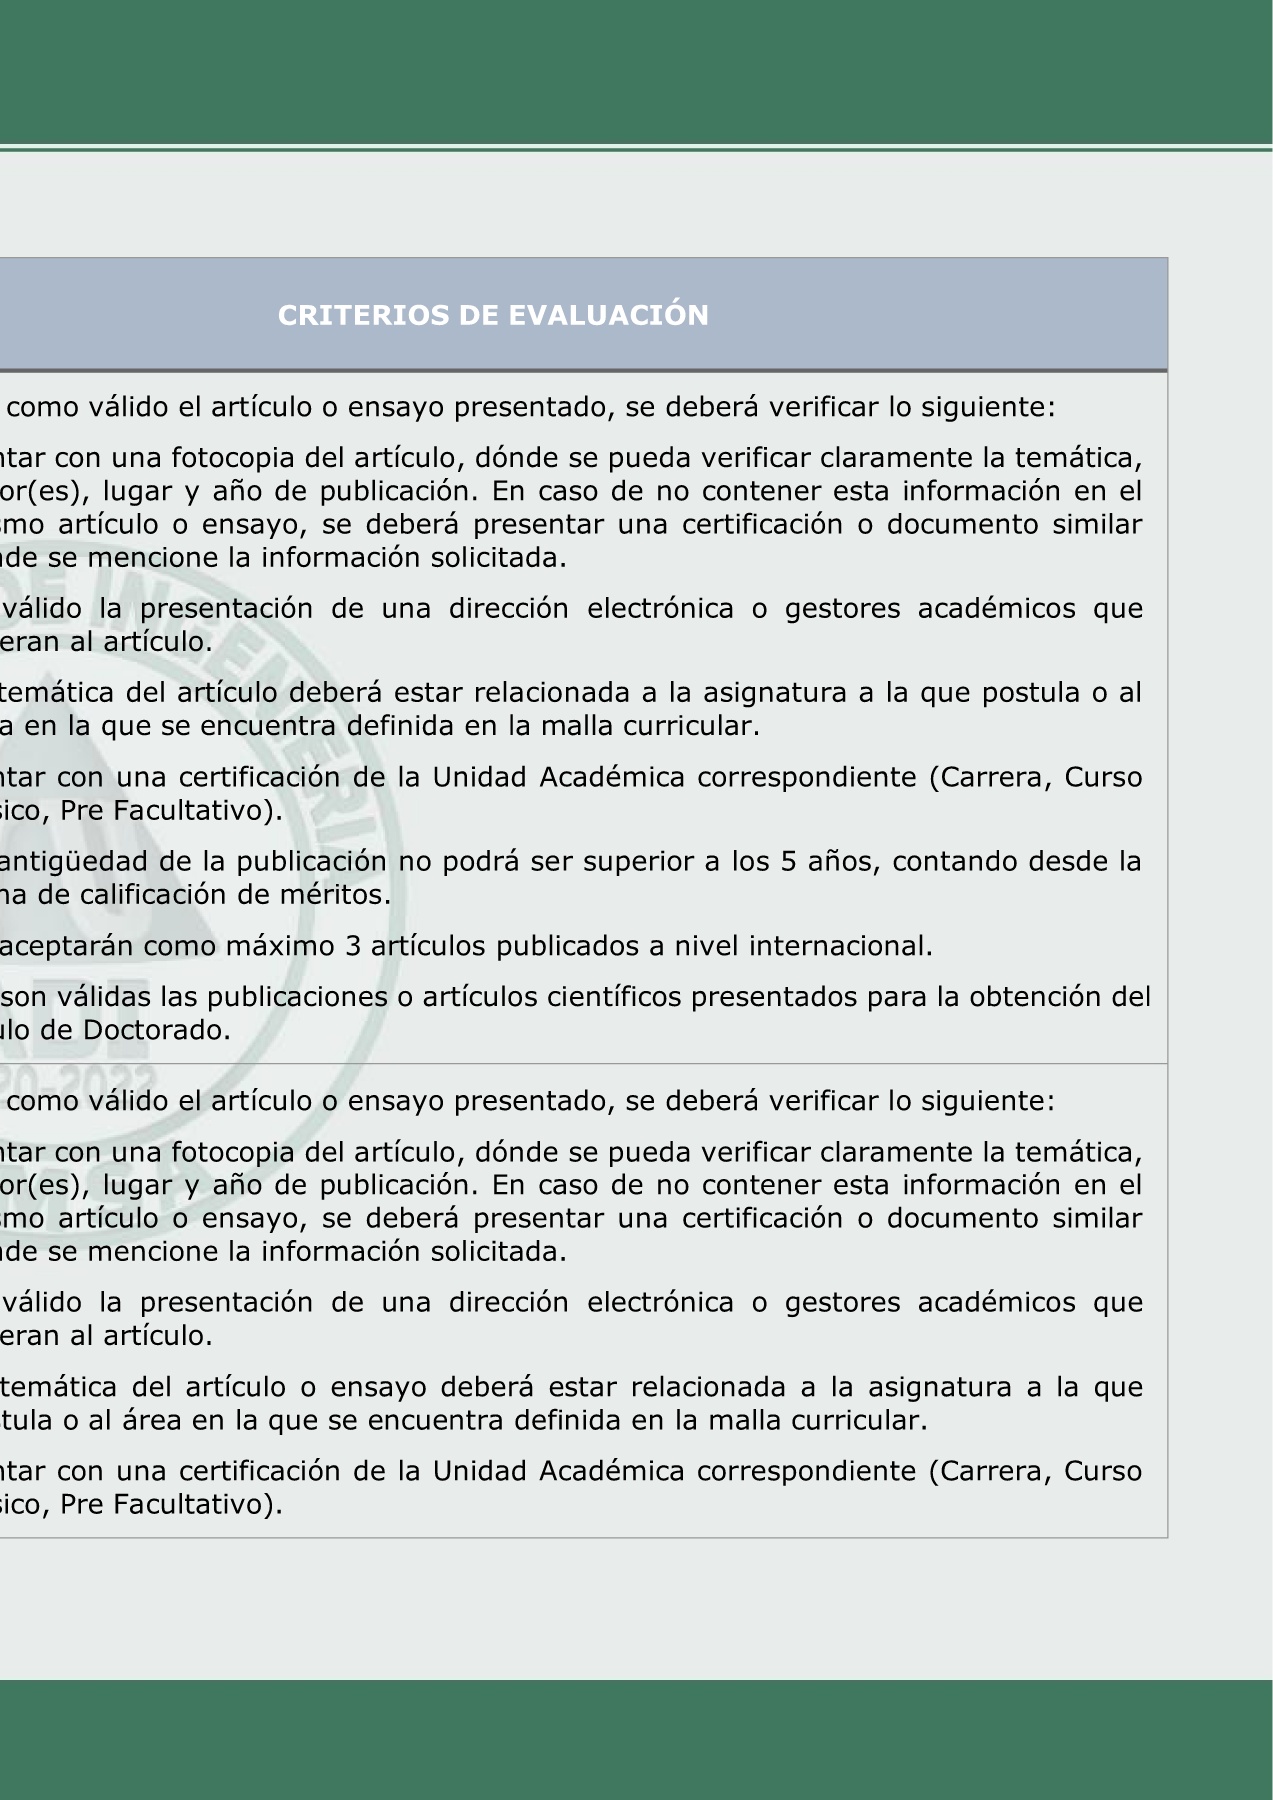 CRITERIOS DE EVALUACIÓN
como válido el artículo o ensayo presentado, se deberá verificar lo siguiente:
ntar con una fotocopia del artículo, dónde se pueda verificar claramente la temática,
or(es), lugar y año de publicación. En caso de no contener esta información en el
smo artículo o ensayo, se deberá presentar una certificación o documento similar
nde se mencione la información solicitada.
válido la presentación de una dirección electrónica o gestores académicos que
eran al artículo.
temática del artículo deberá estar relacionada a la asignatura a la que postula o al
a en la que se encuentra definida en la malla curricular.
ntar con una certificación de la Unidad Académica correspondiente (Carrera, Curso
sico, Pre Facultativo).
antigüedad de la publicación no podrá ser superior a los 5 años, contando desde la
ha de calificación de méritos.
aceptarán como máximo 3 artículos publicados a nivel internacional.
son válidas las publicaciones o artículos científicos presentados para la obtención del
ulo de Doctorado.
como válido el artículo o ensayo presentado, se deberá verificar lo siguiente:
ntar con una fotocopia del artículo, dónde se pueda verificar claramente la temática,
or(es), lugar y año de publicación. En caso de no contener esta información en el
smo artículo o ensayo, se deberá presentar una certificación o documento similar
nde se mencione la información solicitada.
válido la presentación de una dirección electrónica o gestores académicos que
eran al artículo.
temática del artículo o ensayo deberá estar relacionada a la asignatura a la que
stula o al área en la que se encuentra definida en la malla curricular.
ntar con una certificación de la Unidad Académica correspondiente (Carrera, Curso
sico, Pre Facultativo).
DE INGENIERIA
ADI
20-2022
MSA